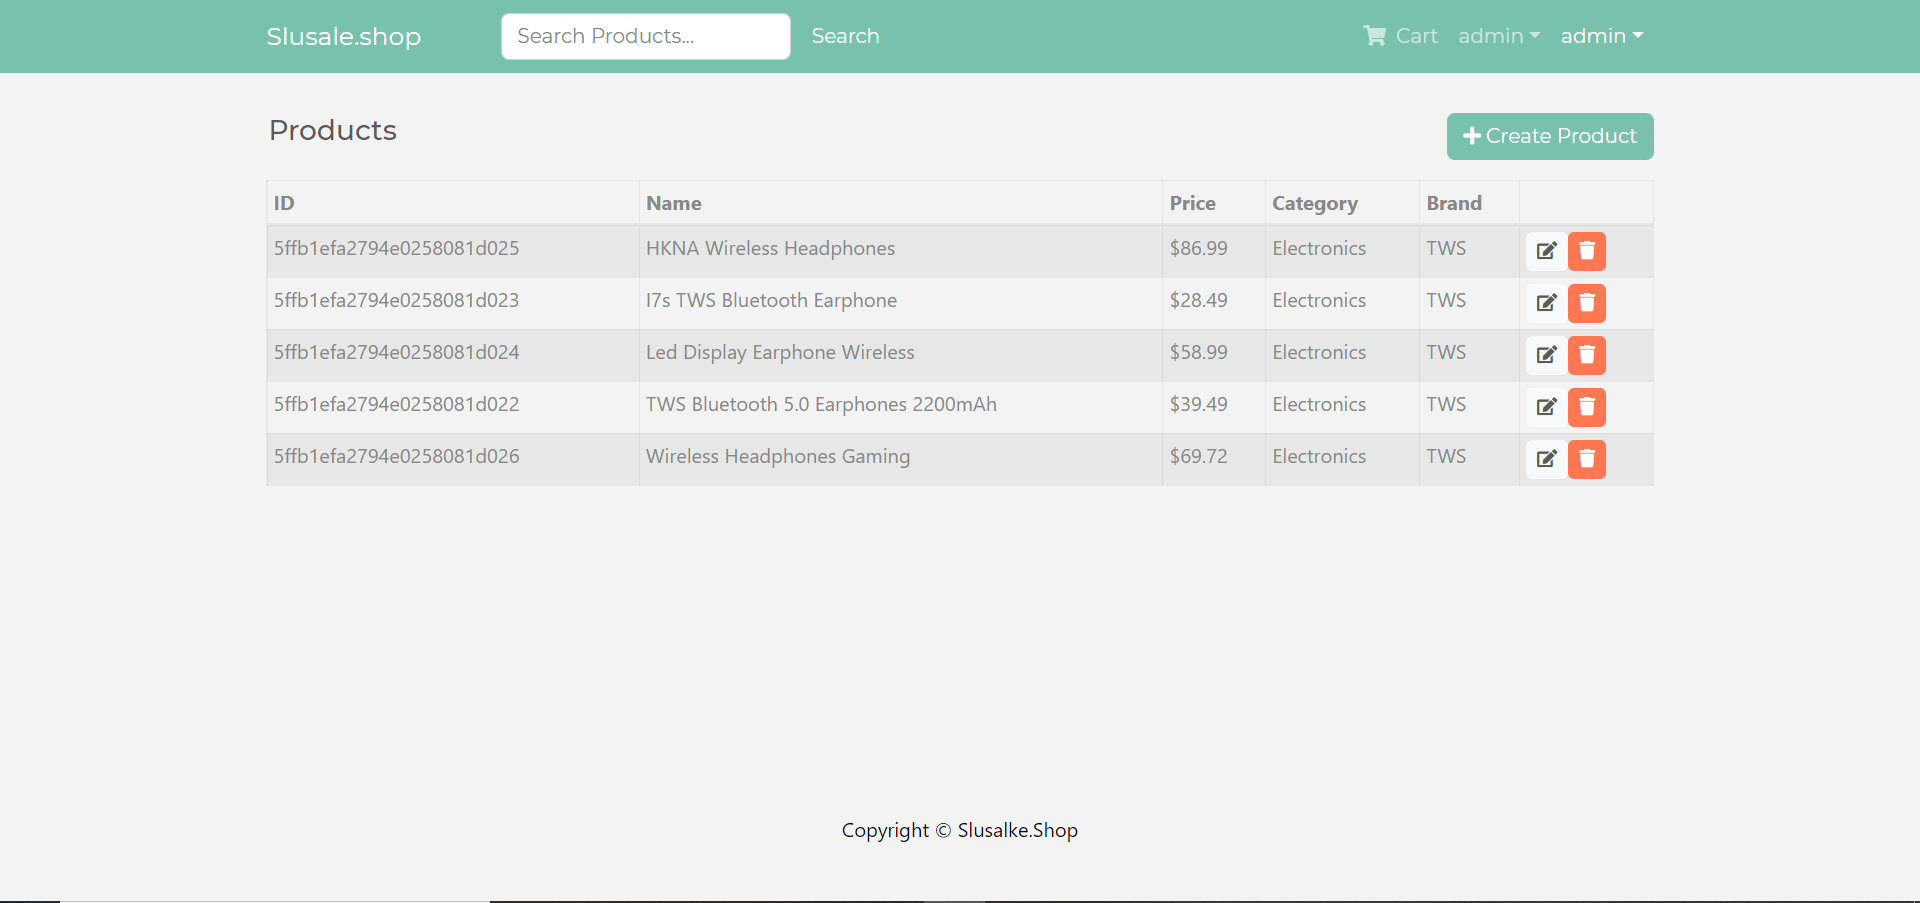 Slusale.shop Search Products... Search Cart admin admin
Products Create Product
ID Name Price Category Brand
5ffb1efa2794e0258081d025 HKNA Wireless Headphones $86.99 Electronics TWS
5ffb1efa2794e0258081d023 I7s TWS Bluetooth Earphone $28.49 Electronics TWS
5ffb1efa2794e0258081d024 Led Display Earphone Wireless $58.99 Electronics TWS
5ffb1efa2794e0258081d022 TWS Bluetooth 5.0 Earphones 2200mAh $39.49 Electronics TWS
5ffb1efa2794e0258081d026 Wireless Headphones Gaming $69.72 Electronics TWS
Copyright © Slusalke.Shop